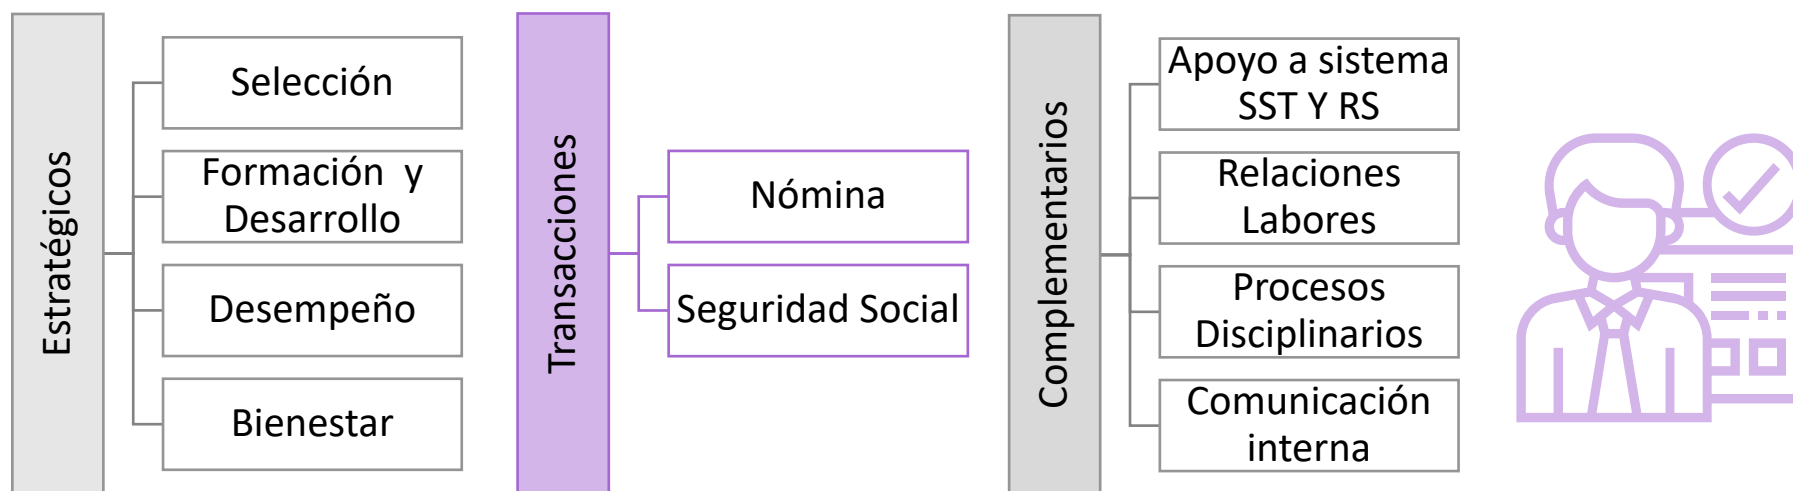 Estratégicos
Selección
Formación y
Desarrollo
Desempeño
Bienestar
Transacciones
Nómina
Seguridad Social
Complementarios
Apoyo a sistema
SST Y RS
Relaciones
Labores
Procesos
Disciplinarios
Comunicación
interna